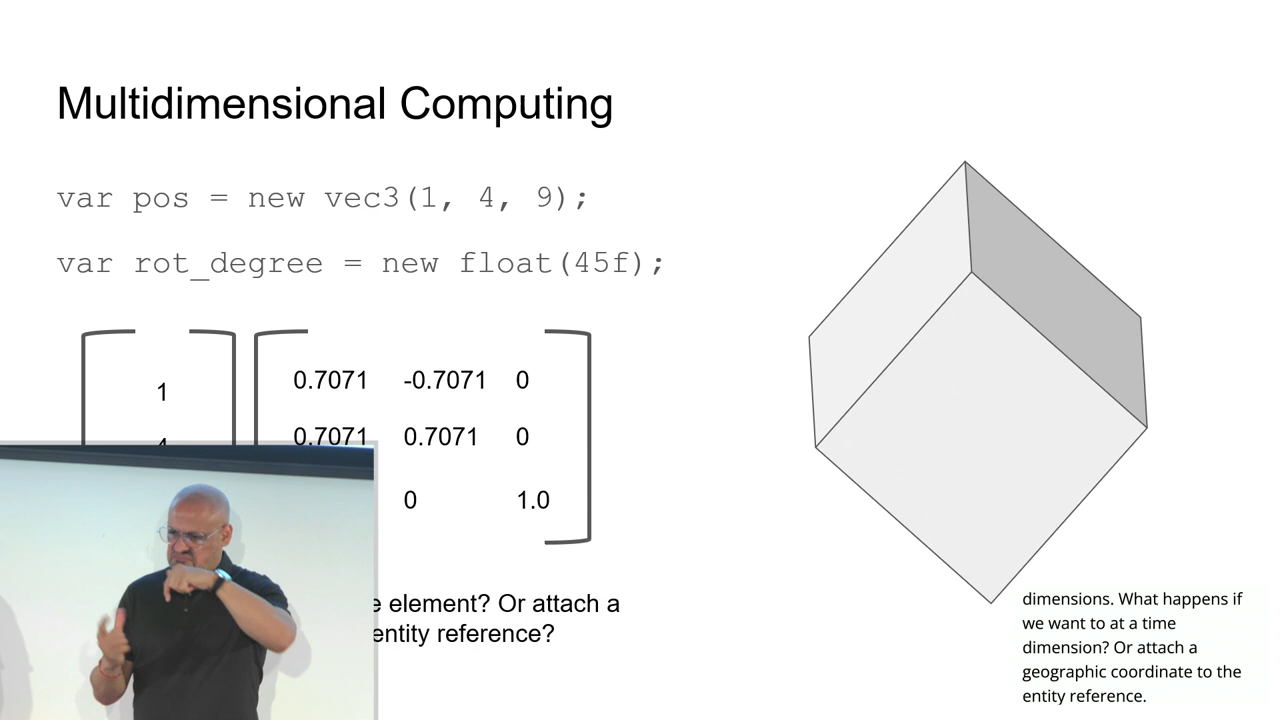 Multidimensional Computing
var pos = new vec3(1, 4, 9);
var rot_degree = new float(45f);
1
0.7071 -0.7071 0
0.7071 0.7071 0
0 1.0
element? Or attach a
entity reference?
dimensions. What happens if
we want to at a time
dimension? Or attach a
geographic coordinate to the
entity reference.